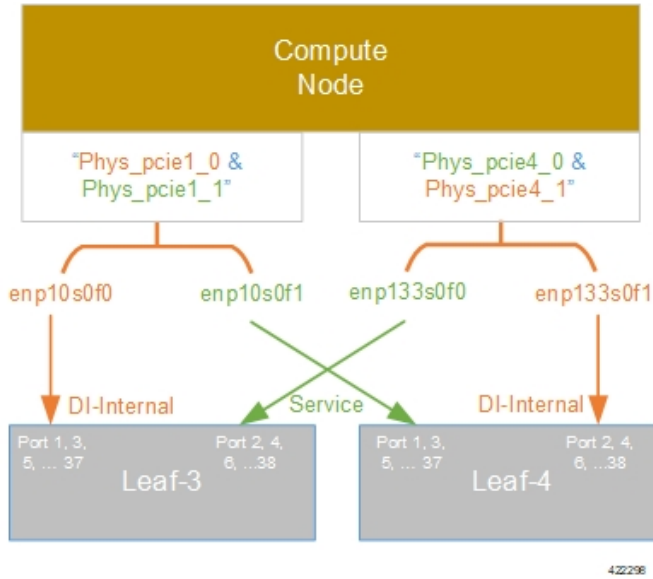 Compute
Node
"Phys_pcie1_0 &
Phys_pcie1_1"
"Phys_pcie4_0 &
Phys_pcie4_1"
enp10s0f0
enp10s0f1
enp133s0f0
enp133s0f1
DI-Internal
Service
DI-Internal
Port 1, 3,
5, ... 37
Port 2, 4,
6, ...38
Leaf-3
Port 1, 3,
5, ... 37
Port 2, 4,
6, ...38
Leaf-4
422298